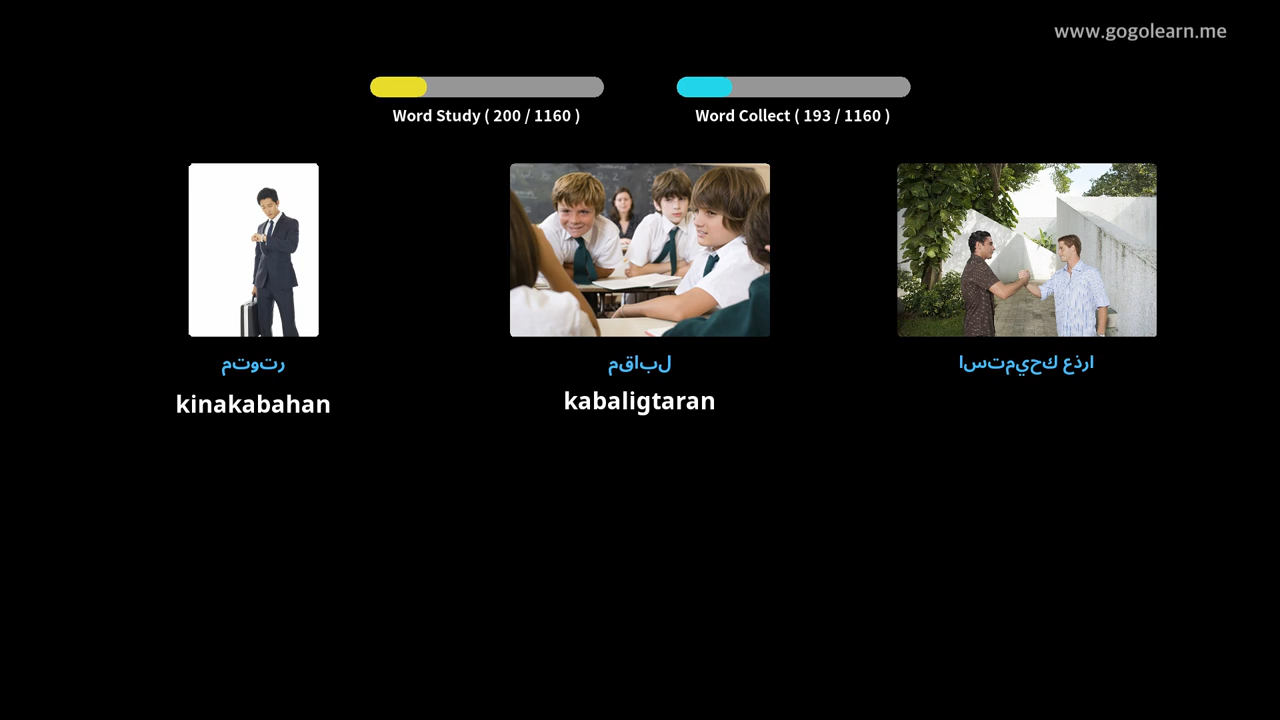 www.gogolearn.me
Word Study ( 200 / 1160 )
Word Collect ( 193 / 1160 )
متوتر
kinakabahan
مقابل
kabaligtaran
استميحك عذرا